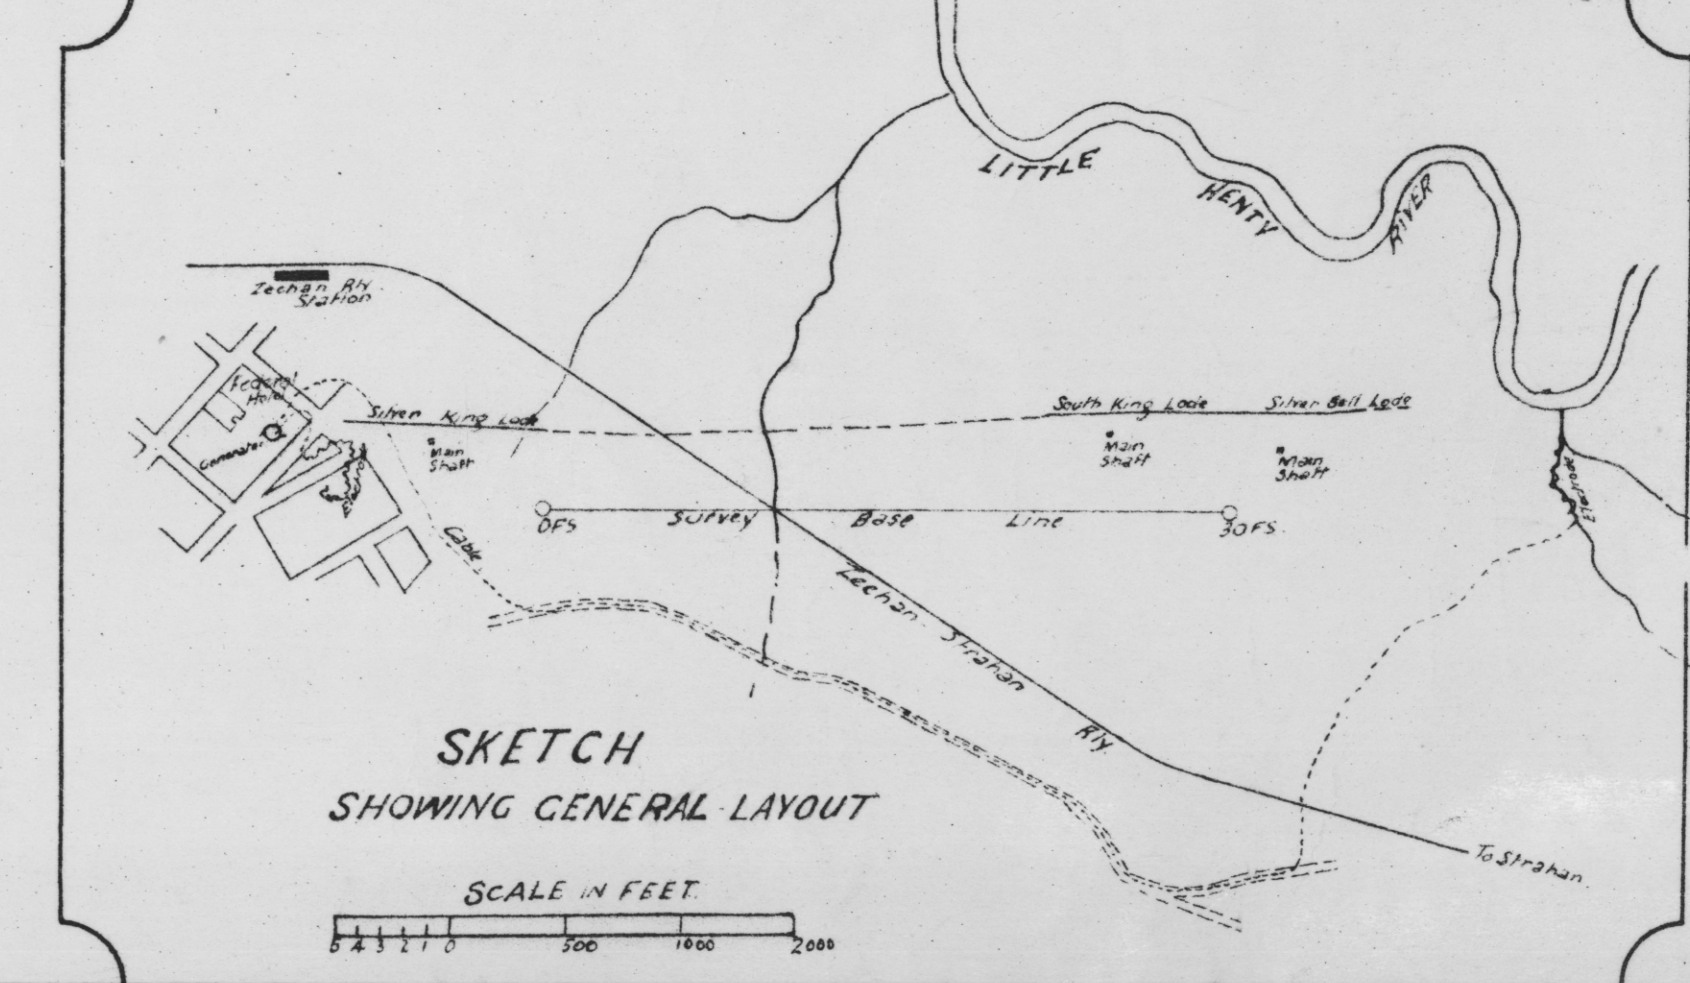 LITTLE
HENTY
RIVER
Zeehan Rly
Station
Federal
Hotel
Generator
Silver King Lode
Main
Shaft
South King Lode
Main
Shaft
Silver Bell Lode
Main
Shaft
Electrode
OFS
Survey Base Line
30FS.
Cable
Zeehan Strahan Rly.
To Strahan.
SKETCH
SHOWING GENERAL LAYOUT
SCALE IN FEET.
5 4 3 2 1 0 500 1000 2000